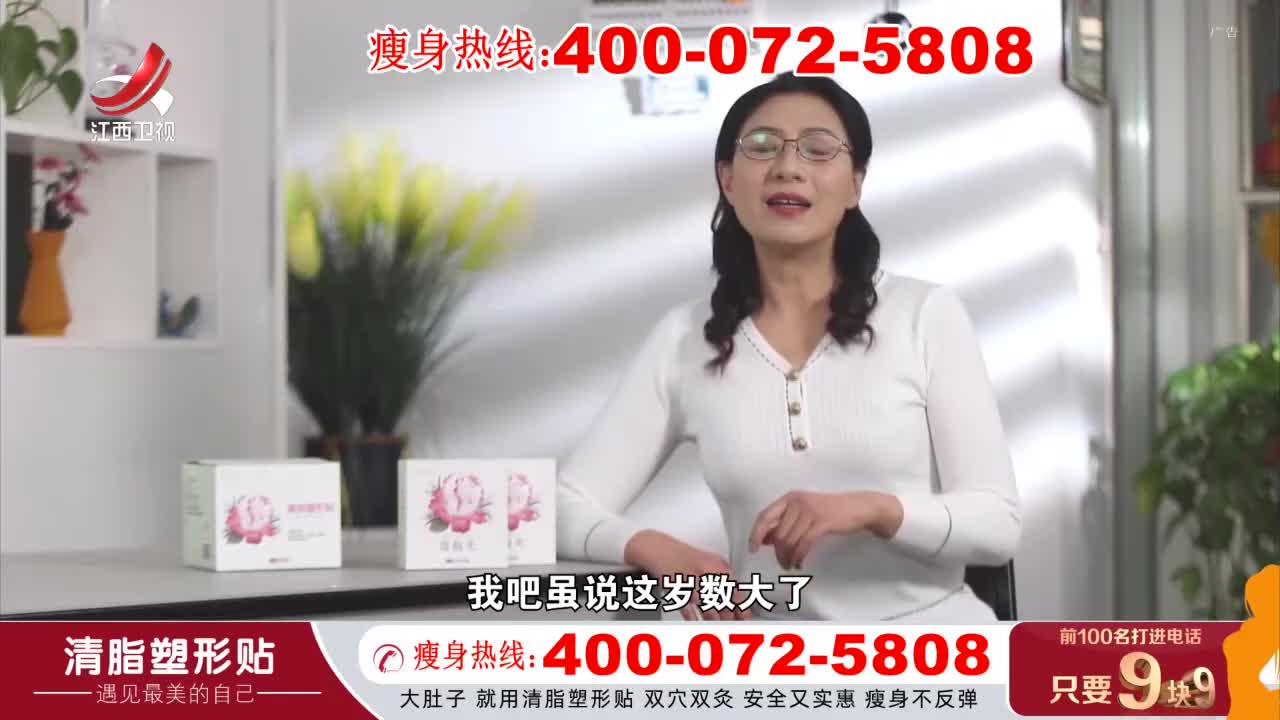 瘦身热线:400-072-5808
广告
江西卫视
我吧虽说这岁数大了
清脂塑形贴
遇见最美的自己
瘦身热线:400-072-5808
大肚子 就用清脂塑形贴 双穴双灸 安全又实惠 瘦身不反弹
前100名打进电话
只要9块9